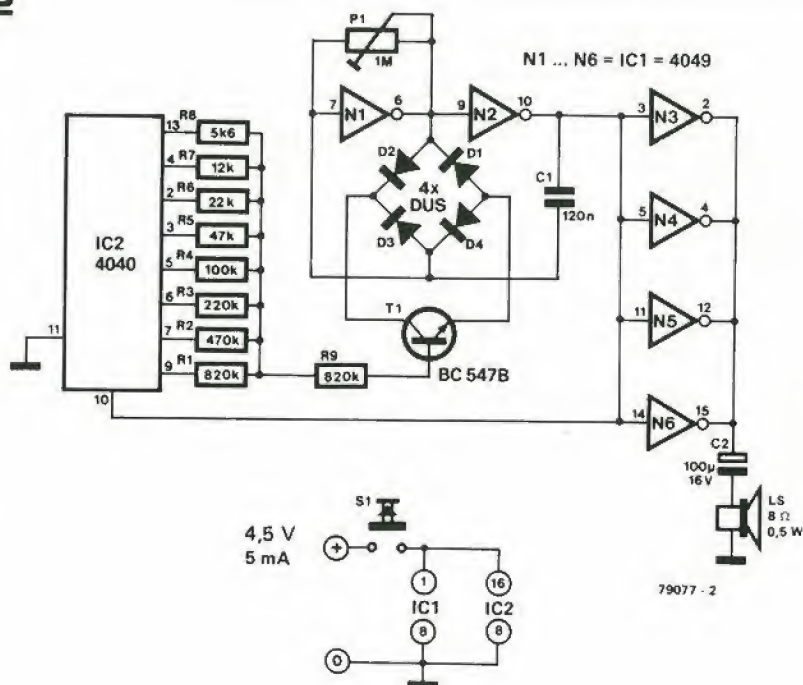 P1
1M
N1 ... N6 = IC1 = 4049
7 N1 6
9 N2 10
3 N3 2
R8
13 5k6
R7
4 12k
R6
2 22k
R5
3 47k
R4
5 100k
R3
6 220k
R2
7 470k
R1
9 820k
IC2
4040
11
10
D2 D1
4x
DUS
D3 D4
C1
120n
5 N4 4
T1
BC 547B
R9
820k
11 N5 12
14 N6 15
C2
100µ
16V
LS
8 Ω
0,5 W
S1
4,5 V
5 mA
+
1 16
IC1 IC2
8 8
0
79077 - 2